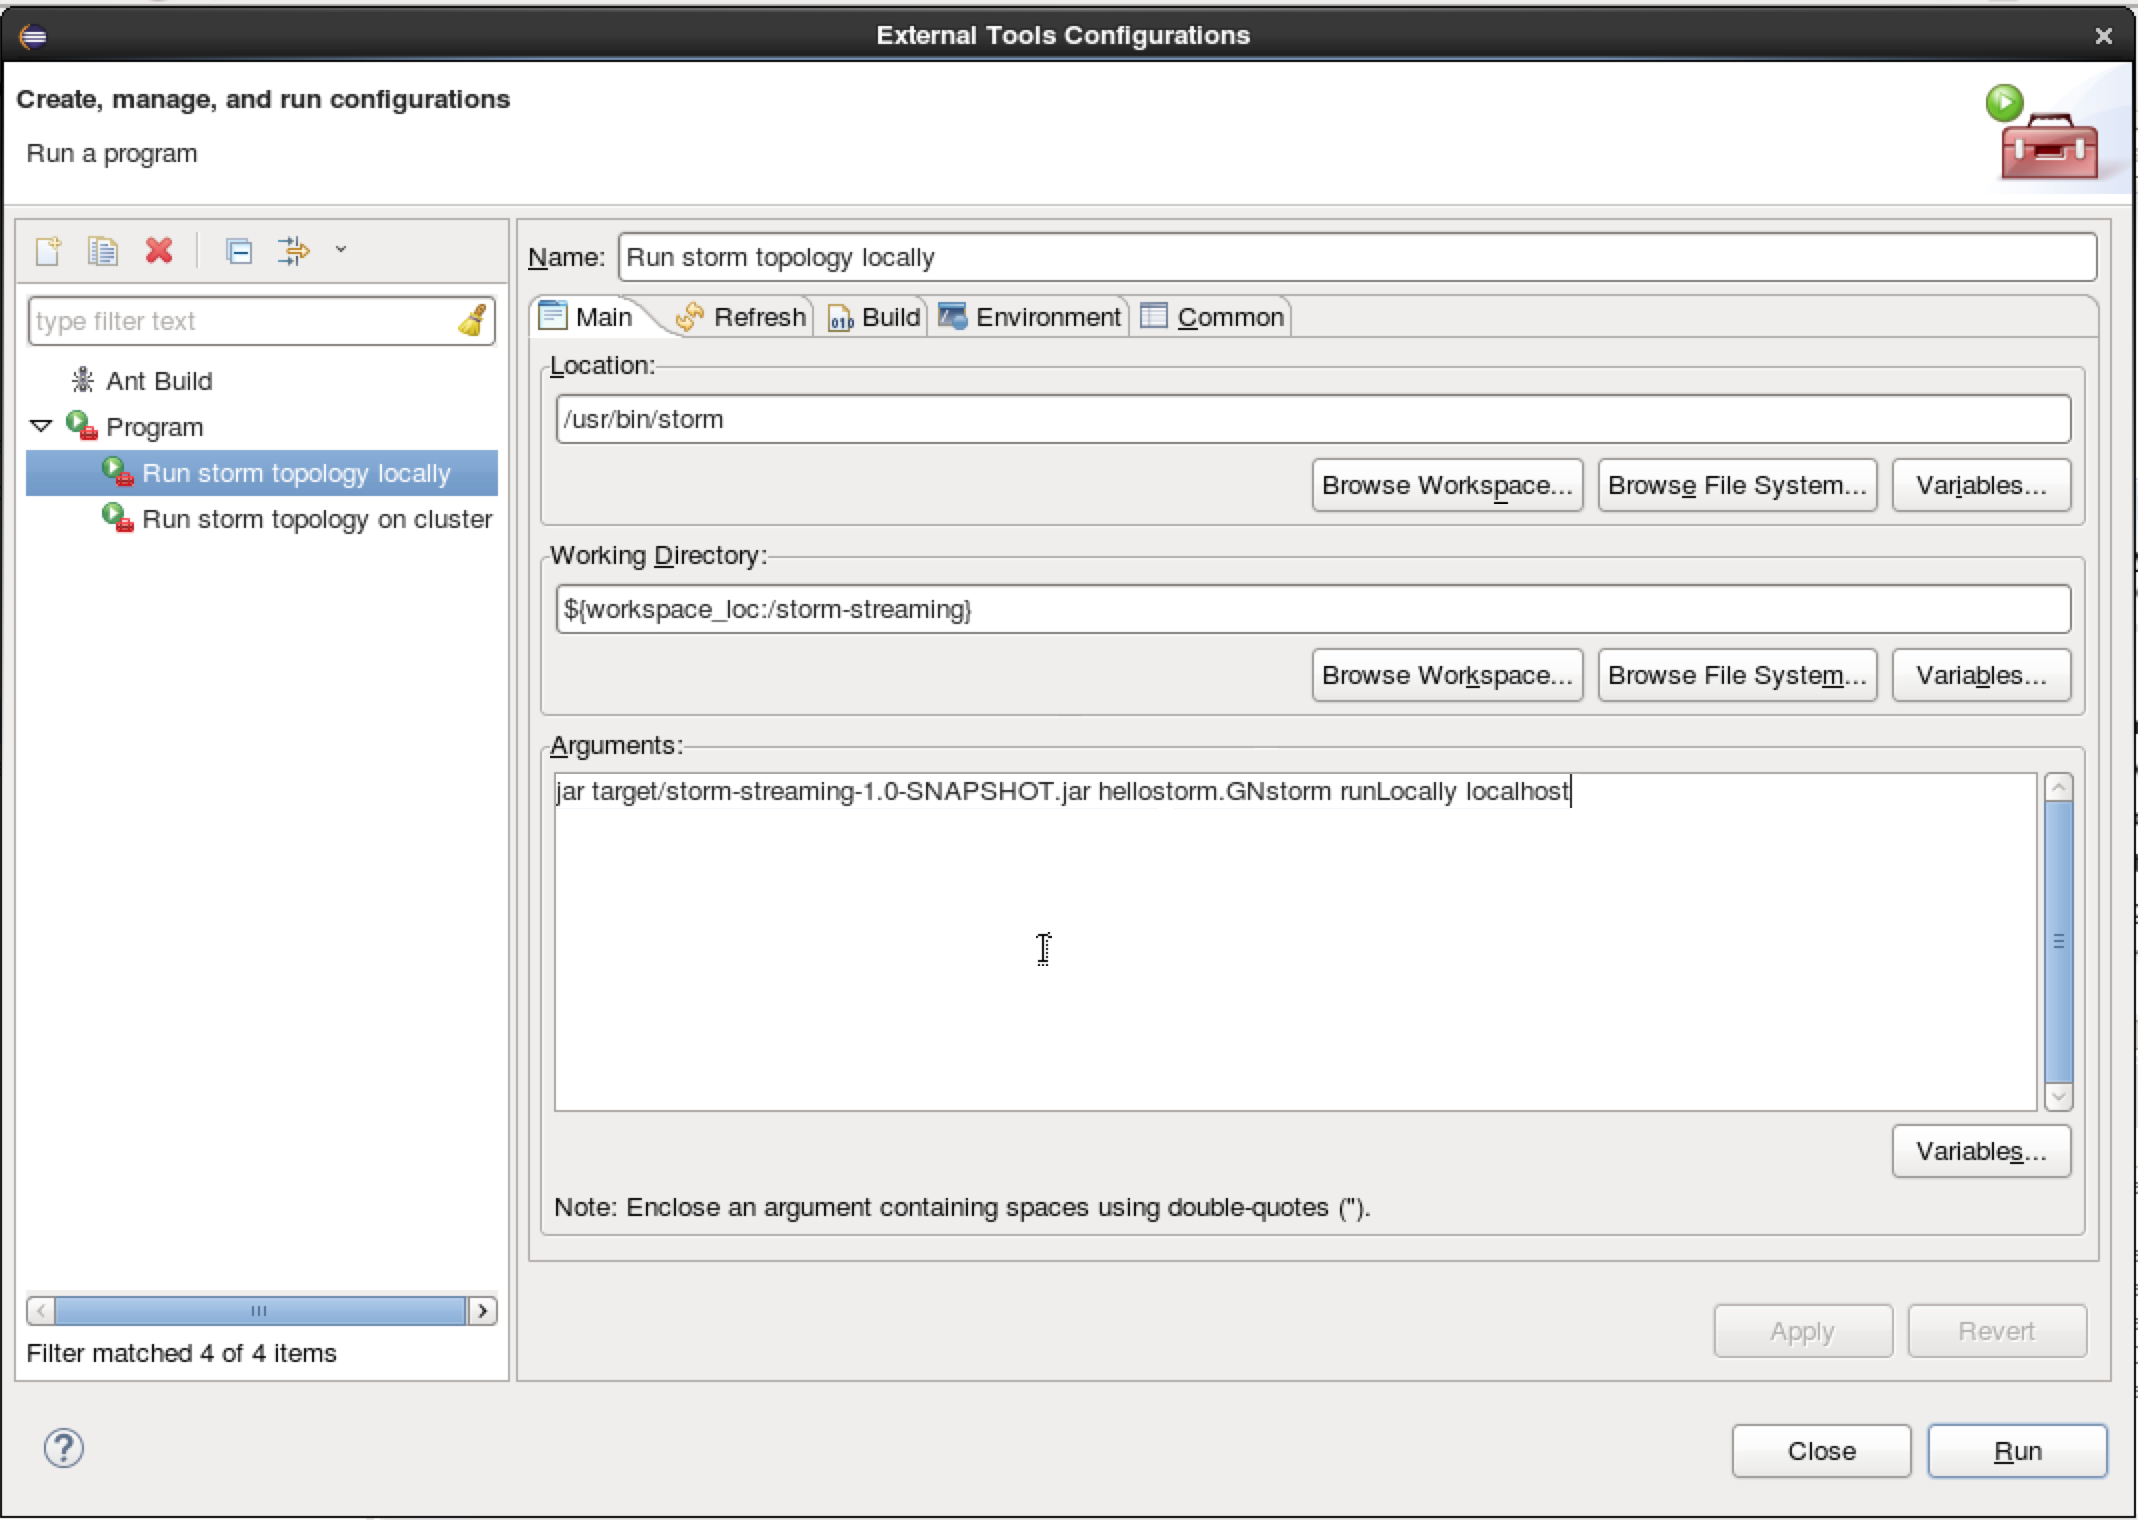 External Tools Configurations
Create, manage, and run configurations
Run a program
type filter text
Ant Build
Program
Run storm topology locally
Run storm topology on cluster
Filter matched 4 of 4 items
Name: Run storm topology locally
Main Refresh Build Environment Common
Location:
/usr/bin/storm
Browse Workspace... Browse File System... Variables...
Working Directory:
${workspace_loc:/storm-streaming}
Browse Workspace... Browse File System... Variables...
Arguments:
jar target/storm-streaming-1.0-SNAPSHOT.jar hellostorm.GNstorm runLocally localhost
Variables...
Note: Enclose an argument containing spaces using double-quotes (").
Apply Revert
Close Run